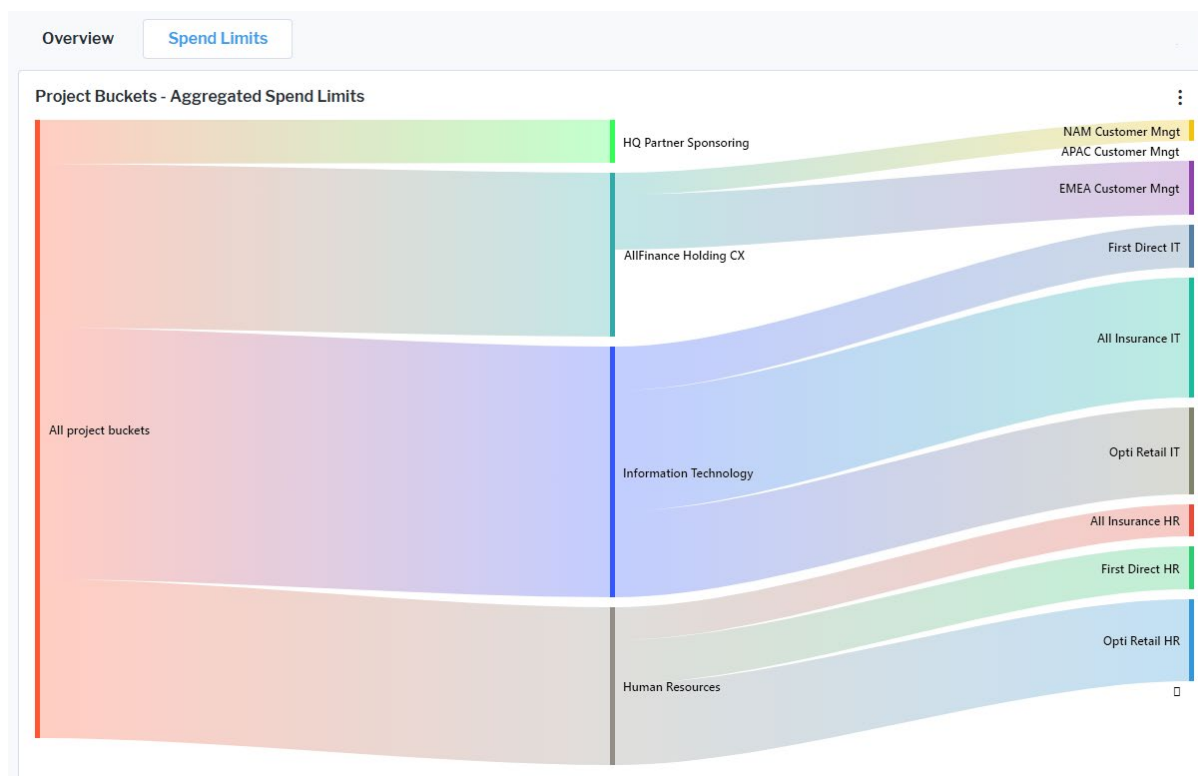 Overview
Spend Limits
Project Buckets - Aggregated Spend Limits
All project buckets
HQ Partner Sponsoring
AllFinance Holding CX
Information Technology
Human Resources
NAM Customer Mngt
APAC Customer Mngt
EMEA Customer Mngt
First Direct IT
All Insurance IT
Opti Retail IT
All Insurance HR
First Direct HR
Opti Retail HR